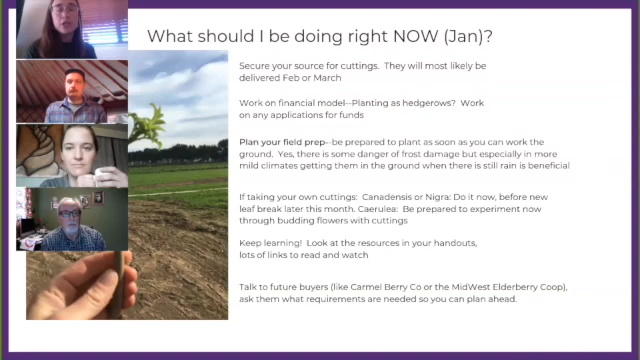 What should I be doing right NOW (Jan)?
Secure your source for cuttings.  They will most likely be
delivered Feb or March
Work on financial model--Planting as hedgerows?  Work
on any applications for funds
Plan your field prep--be prepared to plant as soon as you can work the
ground.  Yes, there is some danger of frost damage but especially in more
mild climates getting them in the ground when there is still rain is beneficial
If taking your own cuttings: Canadensis or Nigra: Do it now, before new
leaf break later this month. Caerulea:  Be prepared to experiment now
through budding flowers with cuttings
Keep learning!  Look at the resources in your handouts,
lots of links to read and watch
Talk to future buyers (like Carmel Berry Co or the MidWest Elderberry Coop),
ask them what requirements are needed so you can plan ahead.